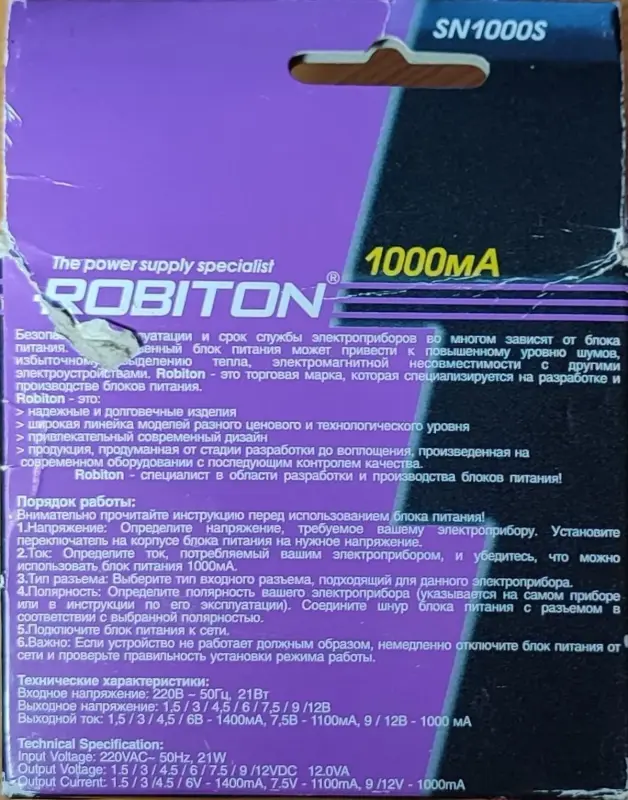 SN1000S
1000мА
The power supply specialist
ROBITON®
эксплуатации и срок службы электроприборов во многом зависят от блока
питания. блок питания может привести к повышенному уровню шумов,
избыточному выделению тепла, электромагнитной несовместимости с другими
электроустройствами. Robiton - это торговая марка, которая специализируется на разработке и
производстве блоков питания.
Robiton - это:
> надежные и долговечные изделия
> широкая линейка моделей разного ценового и технологического уровня
> привлекательный современный дизайн
> продукция, продуманная от стадии разработки до воплощения, произведенная на
современном оборудовании с последующим контролем качества.
Robiton - специалист в области разработки и производства блоков питания!
Порядок работы:
Внимательно прочитайте инструкцию перед использованием блока питания!
1.Напряжение: Определите напряжение, требуемое вашему электроприбору. Установите
переключатель на корпусе блока питания на нужное напряжение.
2.Ток: Определите ток, потребляемый вашим электроприбором, и убедитесь, что можно
использовать блок питания 1000мА.
3.Тип разъема: Выберите тип входного разъема, подходящий для данного электроприбора.
4.Полярность: Определите полярность вашего электроприбора (указывается на самом приборе
или в инструкции по его эксплуатации). Соедините шнур блока питания с разъемом в
соответствии с выбранной полярностью.
5.Подключите блок питания к сети.
6.Важно: Если устройство не работает должным образом, немедленно отключите блок питания от
сети и проверьте правильность установки режима работы.
Технические характеристики:
Входное напряжение: 220В ~ 50Гц, 21Вт
Выходное напряжение: 1,5 / 3 / 4,5 / 6 / 7,5 / 9 /12В
Выходной ток: 1,5 / 3 / 4,5 / 6В - 1400мА, 7,5В - 1100мА, 9 / 12В - 1000 мА
Technical Specification:
Input Voltage: 220VAC~ 50Hz, 21W
Output Voltage: 1.5 / 3 / 4.5 / 6 / 7.5 / 9 /12VDC 12.0VA
Output Current: 1.5 / 3 /4.5 / 6V - 1400mA, 7.5V - 1100mA, 9 /12V - 1000mA